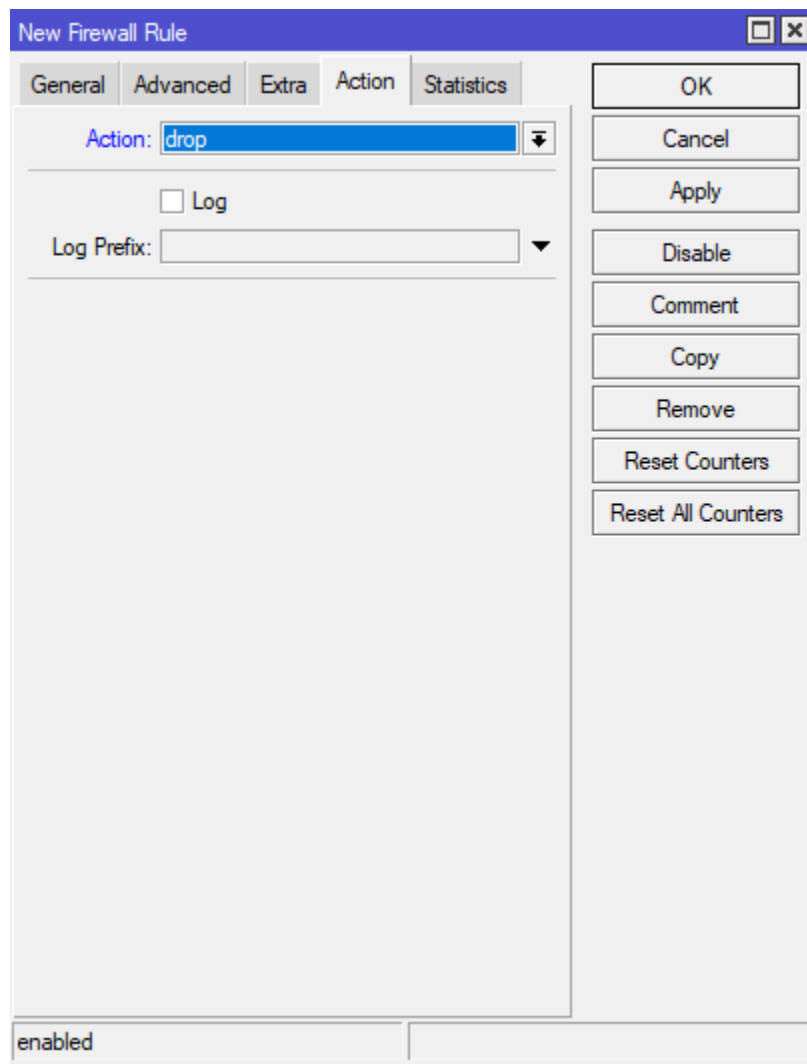 New Firewall Rule
General Advanced Extra Action Statistics
Action: drop
Log
Log Prefix:
OK
Cancel
Apply
Disable
Comment
Copy
Remove
Reset Counters
Reset All Counters
enabled